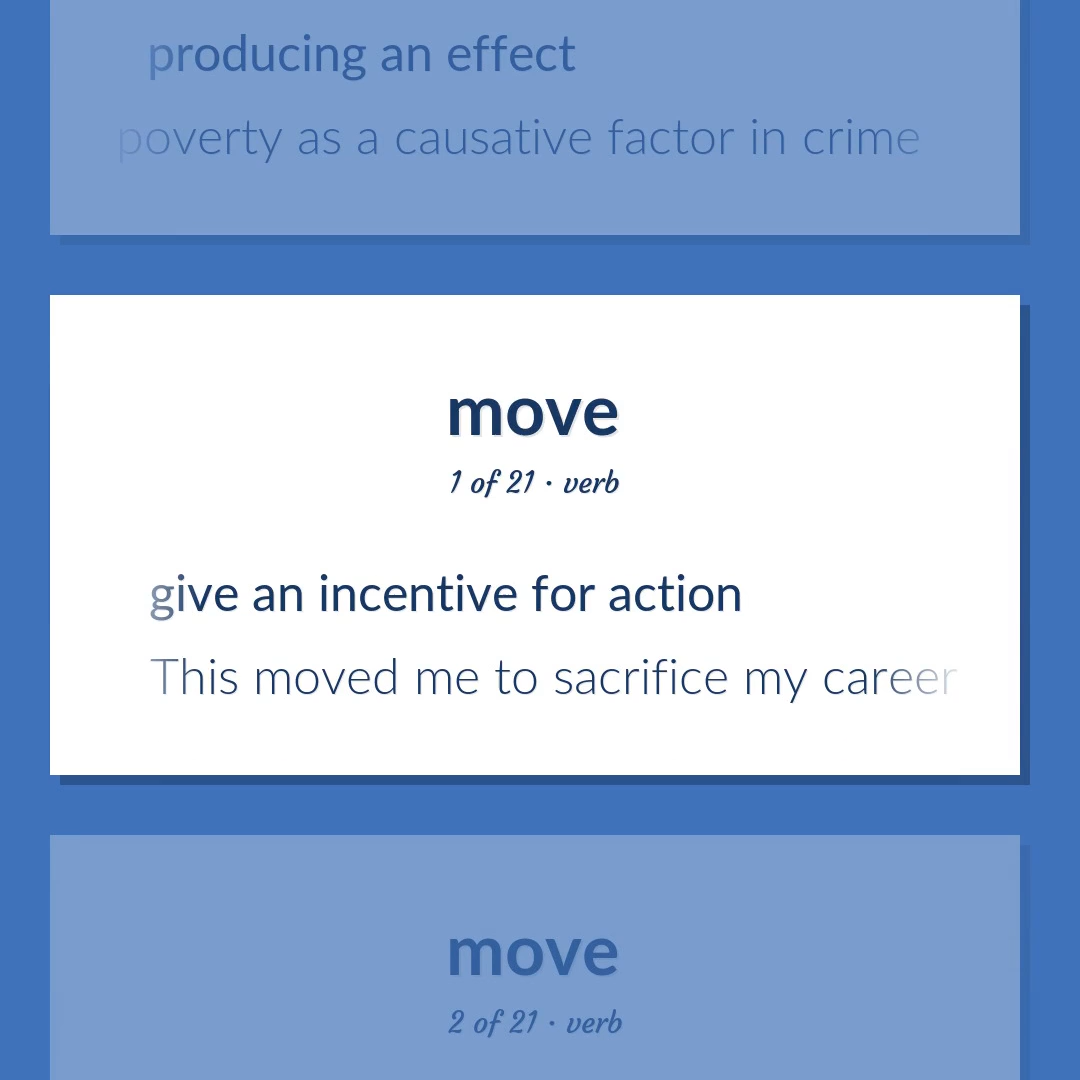 producing an effect
poverty as a causative factor in crime
move
1 of 21 · verb
give an incentive for action
This moved me to sacrifice my career
move
2 of 21 · verb